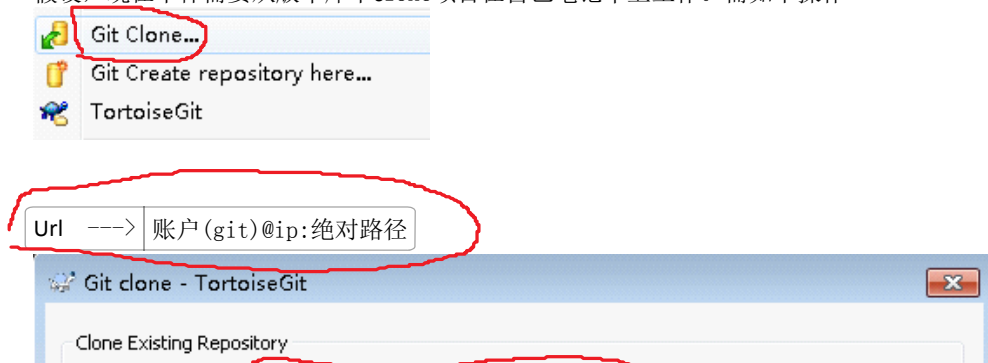 Git Clone...
Git Create repository here...
TortoiseGit
Url ---> 账户(git)@ip:绝对路径
Git clone - TortoiseGit
Clone Existing Repository